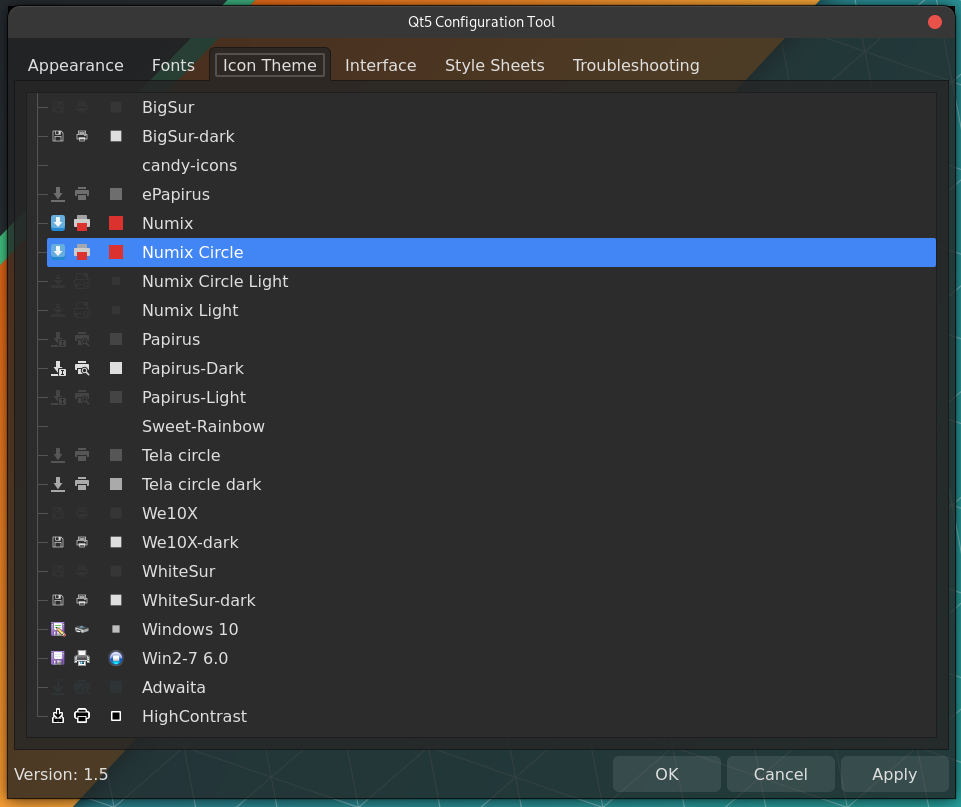 Qt5 Configuration Tool
Appearance Fonts Icon Theme Interface Style Sheets Troubleshooting
BigSur
BigSur-dark
candy-icons
ePapirus
Numix
Numix Circle
Numix Circle Light
Numix Light
Papirus
Papirus-Dark
Papirus-Light
Sweet-Rainbow
Tela circle
Tela circle dark
We10X
We10X-dark
WhiteSur
WhiteSur-dark
Windows 10
Win2-7 6.0
Adwaita
HighContrast
Version: 1.5 OK Cancel Apply